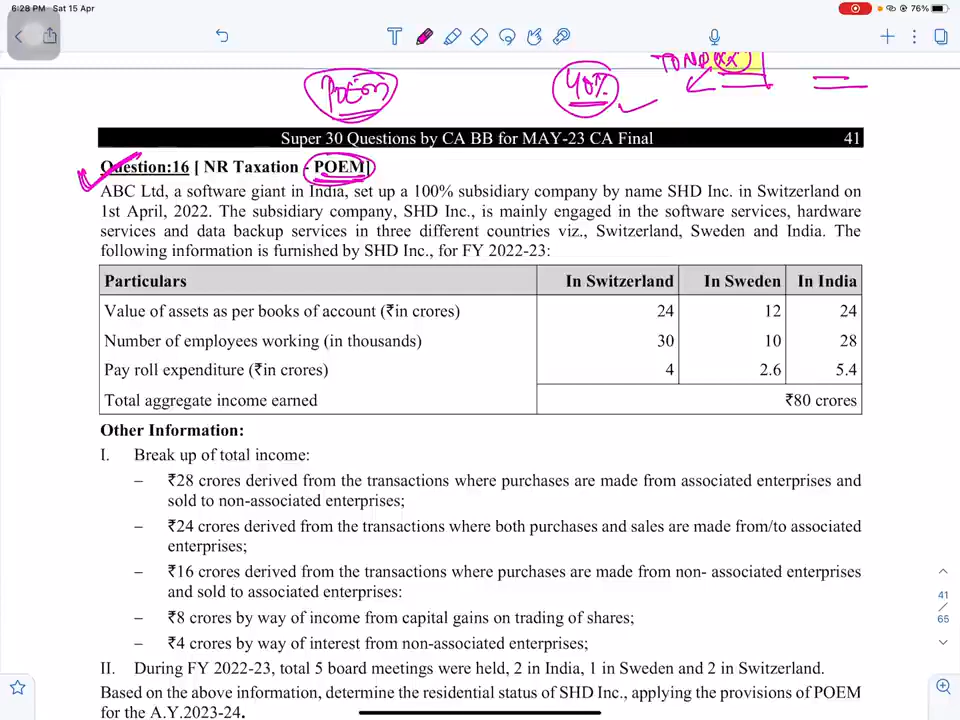 6:28 PM Sat 15 Apr
76%
POEM
40%
Super 30 Questions by CA BB for MAY-23 CA Final 41
Question:16 [ NR Taxation - POEM]
ABC Ltd, a software giant in India, set up a 100% subsidiary company by name SHD Inc. in Switzerland on
1st April, 2022. The subsidiary company, SHD Inc., is mainly engaged in the software services, hardware
services and data backup services in three different countries viz., Switzerland, Sweden and India. The
following information is furnished by SHD Inc., for FY 2022-23:
Particulars In Switzerland In Sweden In India
Value of assets as per books of account (₹in crores) 24 12 24
Number of employees working (in thousands) 30 10 28
Pay roll expenditure (₹in crores) 4 2.6 5.4
Total aggregate income earned ₹80 crores
Other Information:
I. Break up of total income:
– ₹28 crores derived from the transactions where purchases are made from associated enterprises and
sold to non-associated enterprises;
– ₹24 crores derived from the transactions where both purchases and sales are made from/to associated
enterprises;
– ₹16 crores derived from the transactions where purchases are made from non- associated enterprises
and sold to associated enterprises:
– ₹8 crores by way of income from capital gains on trading of shares;
– ₹4 crores by way of interest from non-associated enterprises;
II. During FY 2022-23, total 5 board meetings were held, 2 in India, 1 in Sweden and 2 in Switzerland.
Based on the above information, determine the residential status of SHD Inc., applying the provisions of POEM
for the A.Y.2023-24.
41
/
65